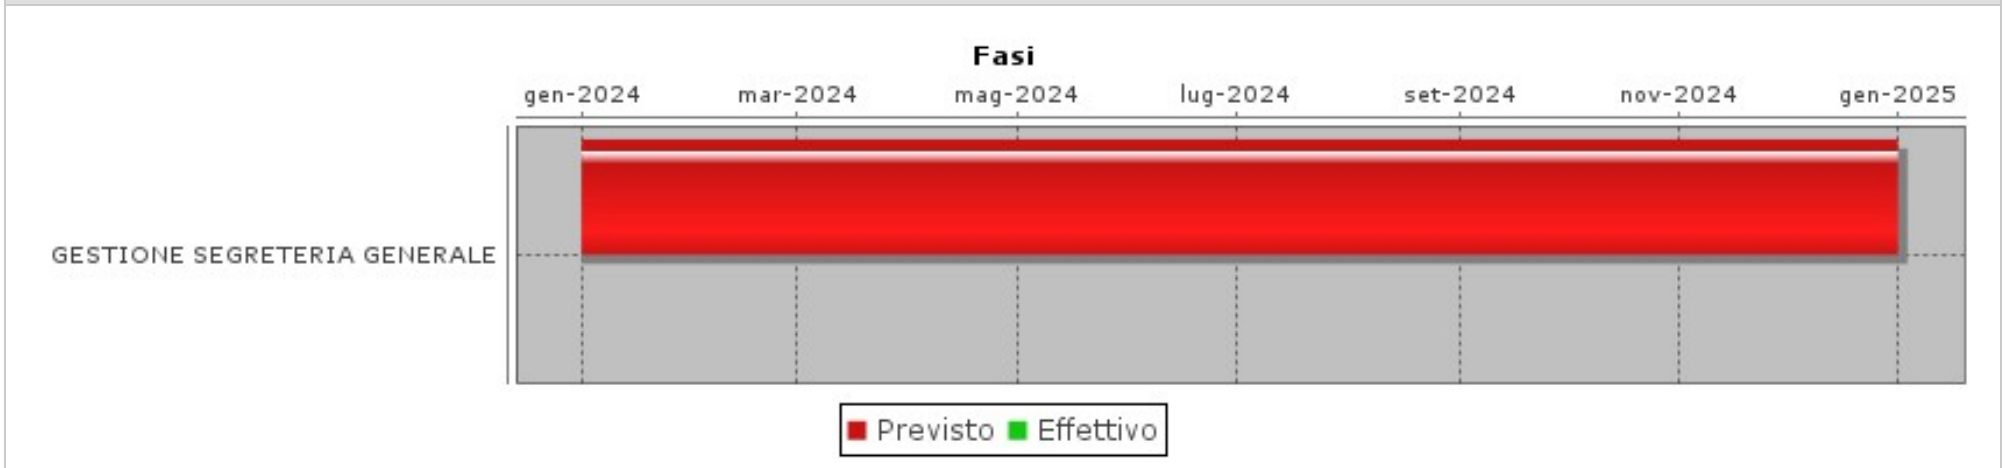 Fasi
gen-2024 mar-2024 mag-2024 lug-2024 set-2024 nov-2024 gen-2025
GESTIONE SEGRETERIA GENERALE
Previsto Effettivo